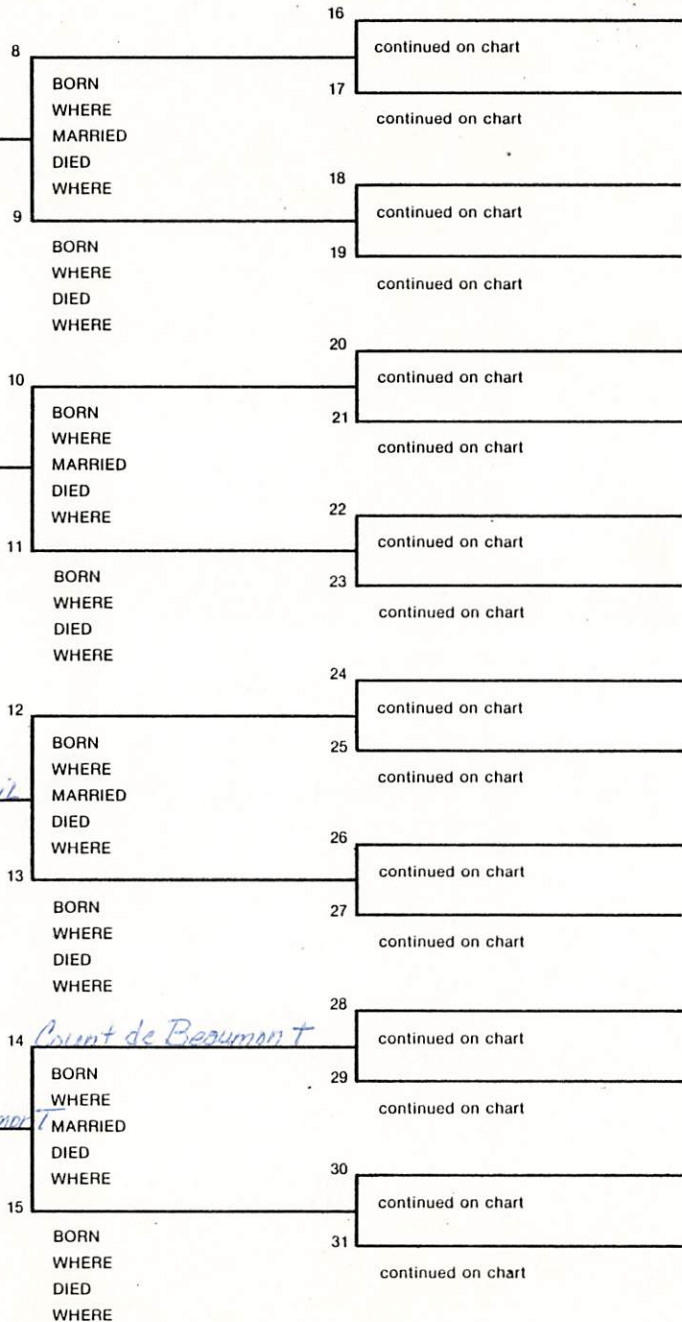 16
continued on chart
8
BORN
17
WHERE
continued on chart
MARRIED
DIED
WHERE
18
continued on chart
9
BORN
19
WHERE
continued on chart
DIED
WHERE
20
10
continued on chart
BORN
21
WHERE
continued on chart
MARRIED
DIED
WHERE
22
continued on chart
11
BORN
23
WHERE
continued on chart
DIED
WHERE
24
12
continued on chart
BORN
25
WHERE
continued on chart
MARRIED
DIED
WHERE
26
continued on chart
13
BORN
27
WHERE
continued on chart
DIED
WHERE
28
14 Count de Beaumont
continued on chart
BORN
29
WHERE
continued on chart
MARRIED
DIED
WHERE
30
continued on chart
15
BORN
31
WHERE
continued on chart
DIED
WHERE